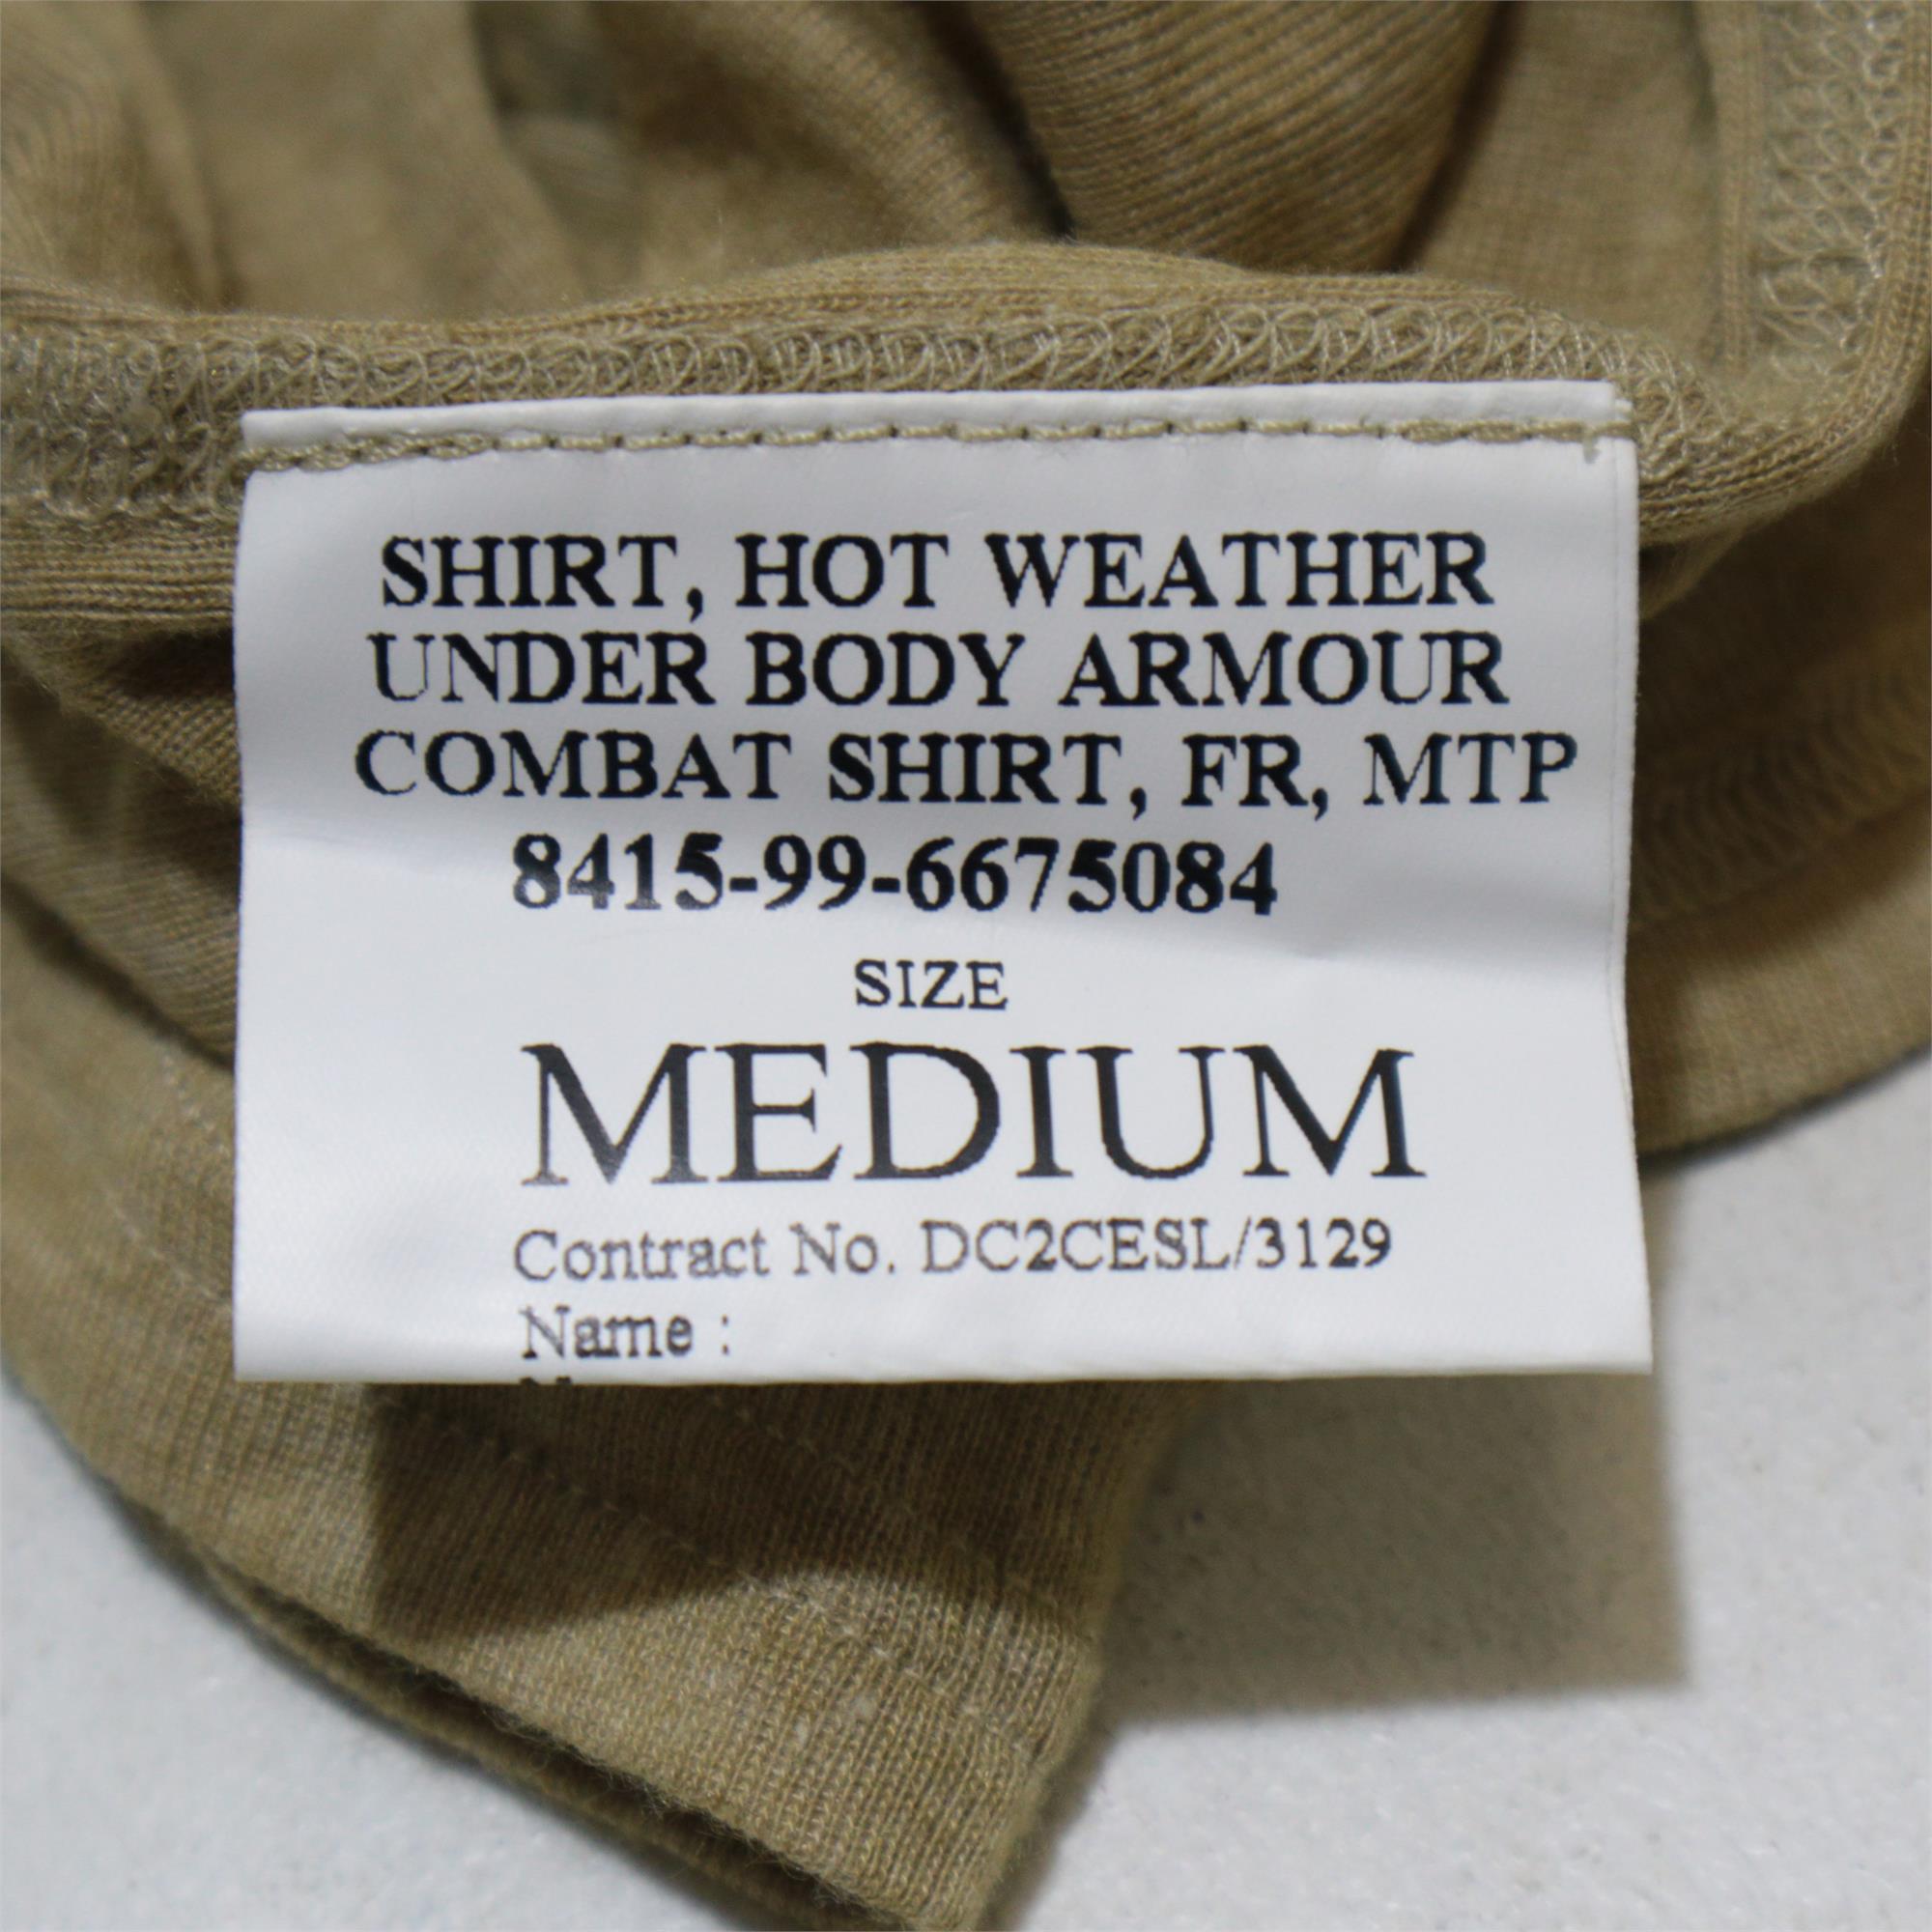 SHIRT, HOT WEATHER
UNDER BODY ARMOUR
COMBAT SHIRT, FR, MTP
8415-99-6675084
SIZE
MEDIUM
Contract No. DC2CESL/3129
Name :